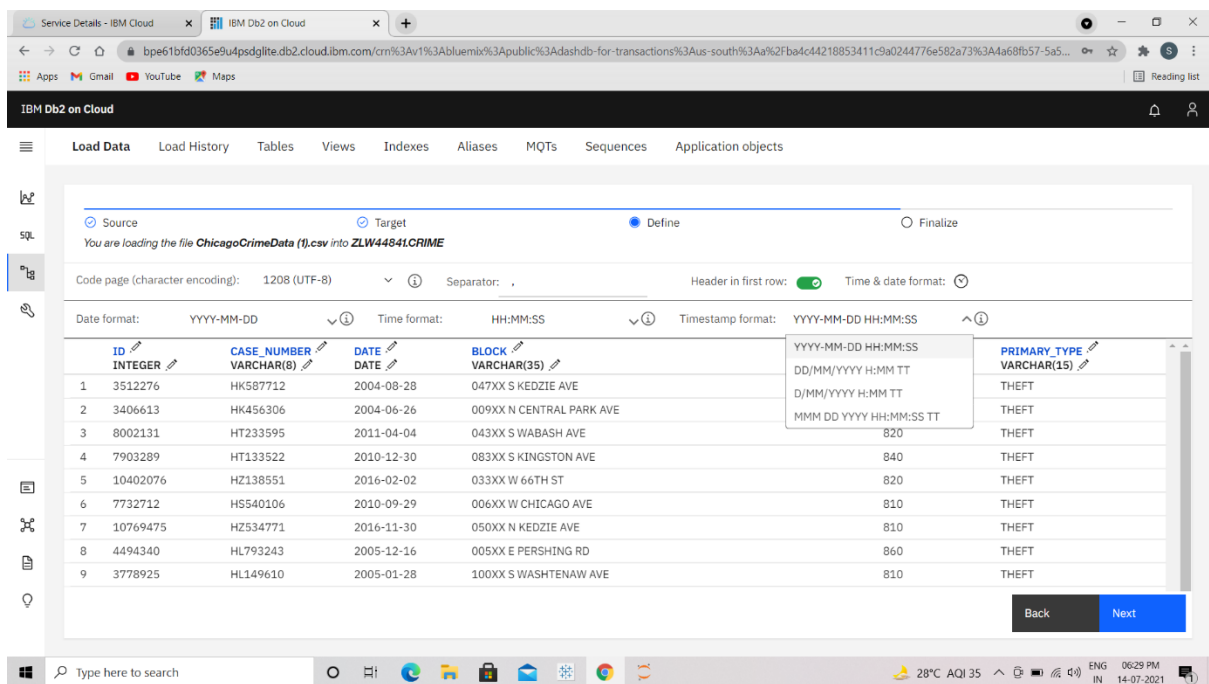 Service Details - IBM Cloud IBM Db2 on Cloud
bpe61bfd0365e9u4psdglite.db2.cloud.ibm.com/crn%3Av1%3Abluemix%3Apublic%3Adashdb-for-transactions%3Aus-south%3Aa%2Fba4c44218853411c9a0244776e582a73%3A4a68fb57-5a5... S
Apps Gmail YouTube Maps Reading list
IBM Db2 on Cloud
Load Data Load History Tables Views Indexes Aliases MQTs Sequences Application objects
Source Target Define Finalize
SQL
You are loading the file ChicagoCrimeData (1).csv into ZLW44841.CRIME
Code page (character encoding): 1208 (UTF-8) Separator: , Header in first row: Time & date format:
Date format: YYYY-MM-DD Time format: HH:MM:SS Timestamp format: YYYY-MM-DD HH:MM:SS
YYYY-MM-DD HH:MM:SS
DD/MM/YYYY H:MM TT
D/MM/YYYY H:MM TT
MMM DD YYYY HH:MM:SS TT
ID CASE_NUMBER DATE BLOCK PRIMARY_TYPE
INTEGER VARCHAR(8) DATE VARCHAR(35) VARCHAR(15)
1 3512276 HK587712 2004-08-28 047XX S KEDZIE AVE THEFT
2 3406613 HK456306 2004-06-26 009XX N CENTRAL PARK AVE THEFT
3 8002131 HT233595 2011-04-04 043XX S WABASH AVE 820 THEFT
4 7903289 HT133522 2010-12-30 083XX S KINGSTON AVE 840 THEFT
5 10402076 HZ138551 2016-02-02 033XX W 66TH ST 820 THEFT
6 7732712 HS540106 2010-09-29 006XX W CHICAGO AVE 810 THEFT
7 10769475 HZ534771 2016-11-30 050XX N KEDZIE AVE 810 THEFT
8 4494340 HL793243 2005-12-16 005XX E PERSHING RD 860 THEFT
9 3778925 HL149610 2005-01-28 100XX S WASHTENAW AVE 810 THEFT
Back Next
Type here to search 28°C AQI 35 ENG 06:29 PM
IN 14-07-2021 1